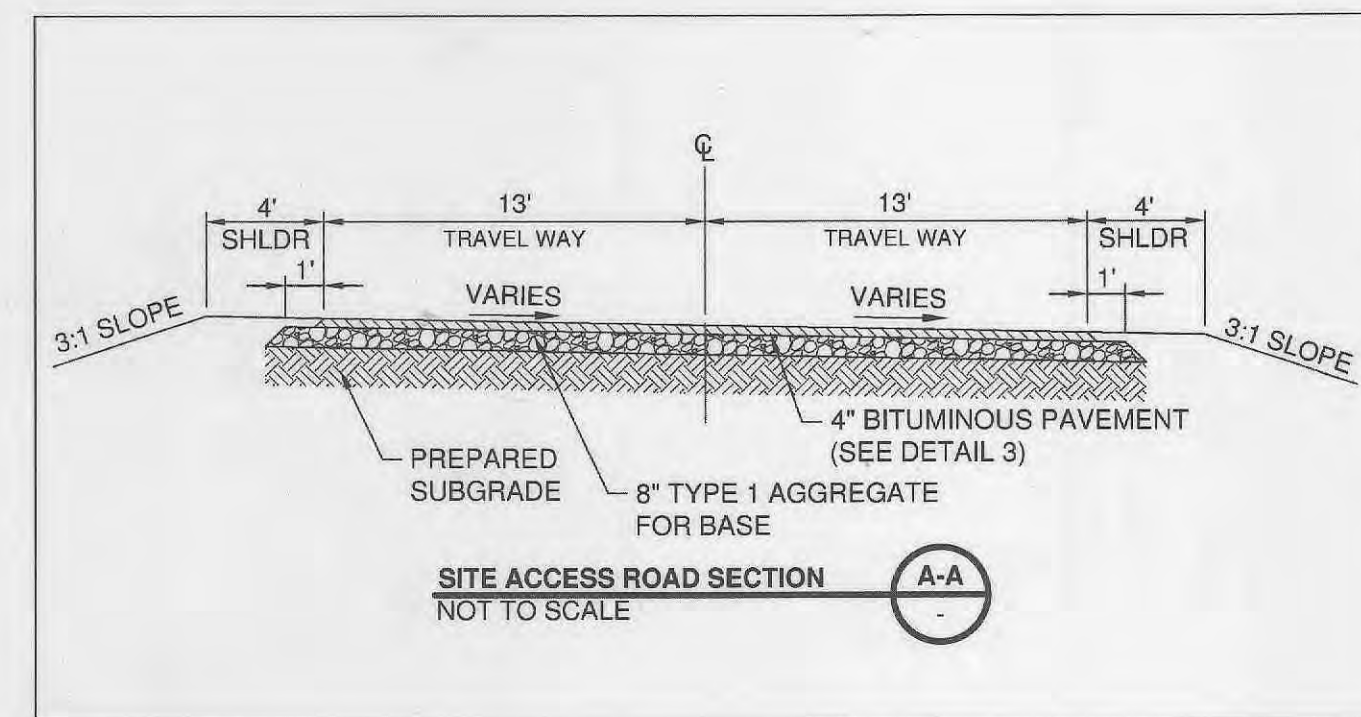 ℄
4' 13' 13' 4'
SHLDR TRAVEL WAY TRAVEL WAY SHLDR
1' VARIES VARIES 1'
3:1 SLOPE 3:1 SLOPE
4" BITUMINOUS PAVEMENT
(SEE DETAIL 3)
PREPARED
SUBGRADE
8" TYPE 1 AGGREGATE
FOR BASE
SITE ACCESS ROAD SECTION A-A
NOT TO SCALE -